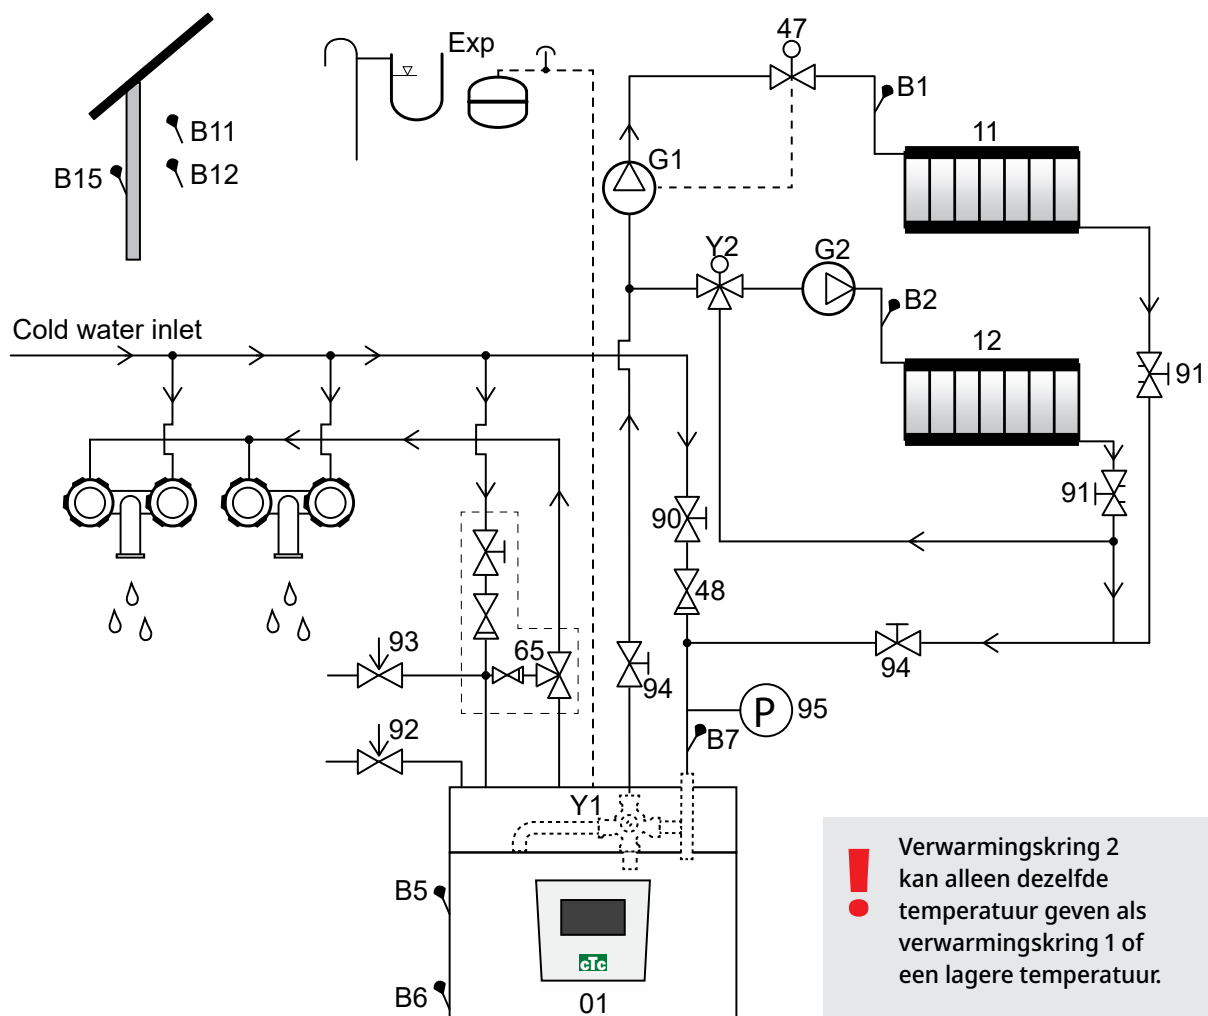 47
Exp
B1
B11
11
G1
B12
B15
Y2
G2
B2
Cold water inlet
12
91
91
90
48
93
65
94
94
P
95
B7
92
Y1
!
Verwarmingskring 2
kan alleen dezelfde
temperatuur geven als
verwarmingskring 1 of
een lagere temperatuur.
B5
cTc
B6
01